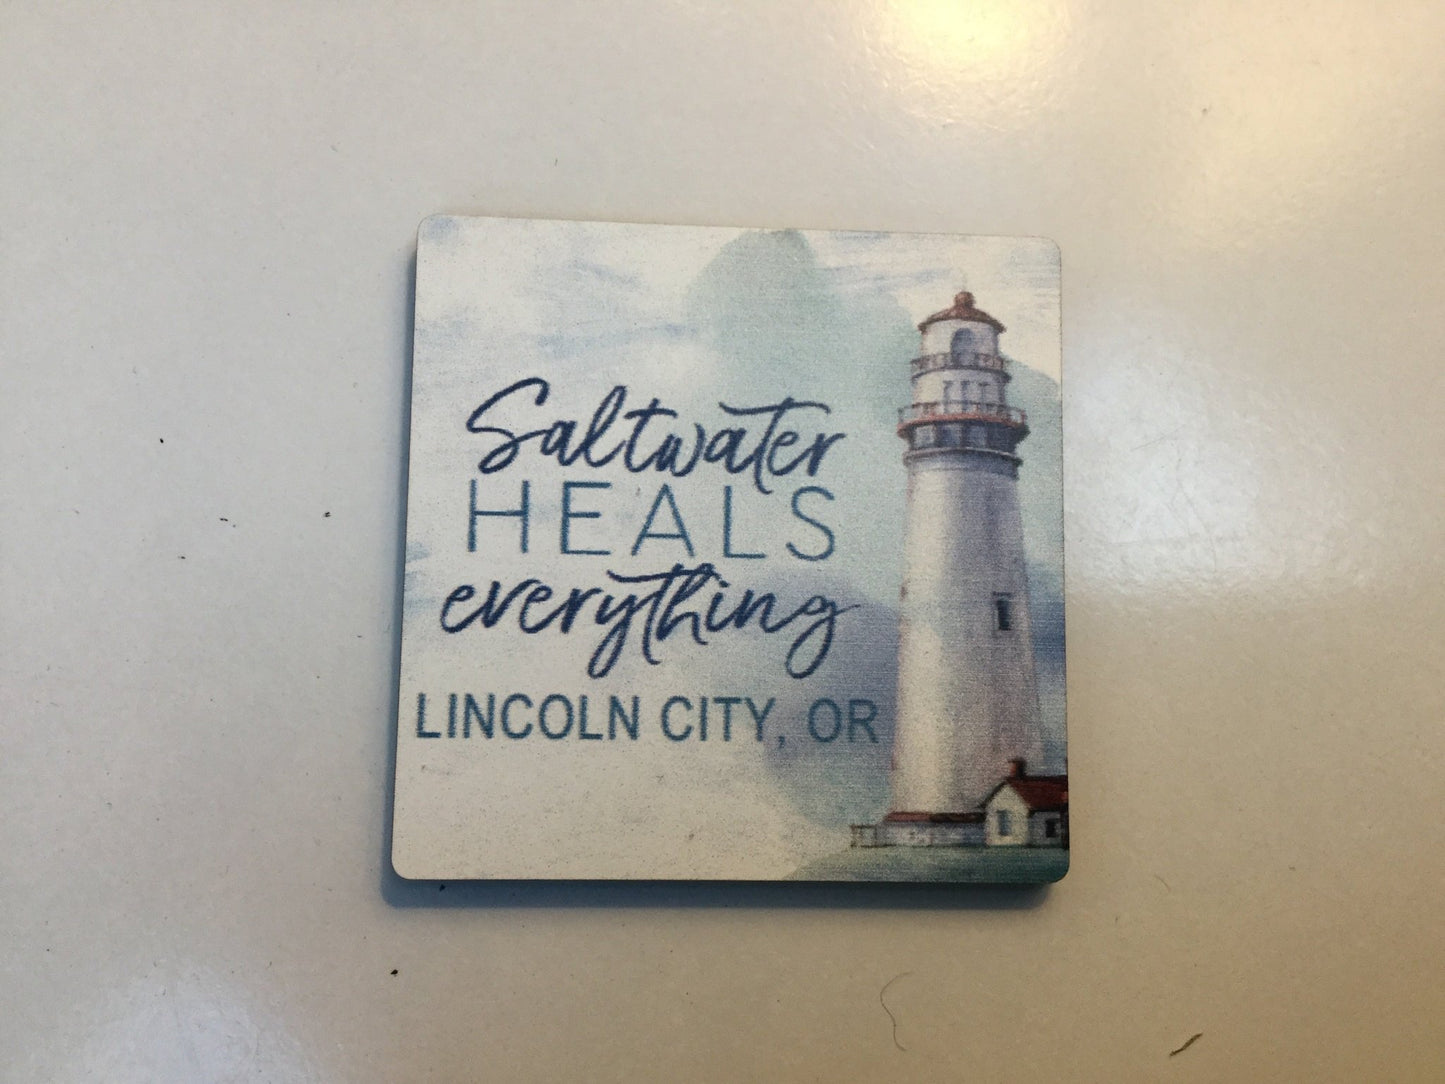 Saltwater
HEALS
everything
LINCOLN CITY, OR